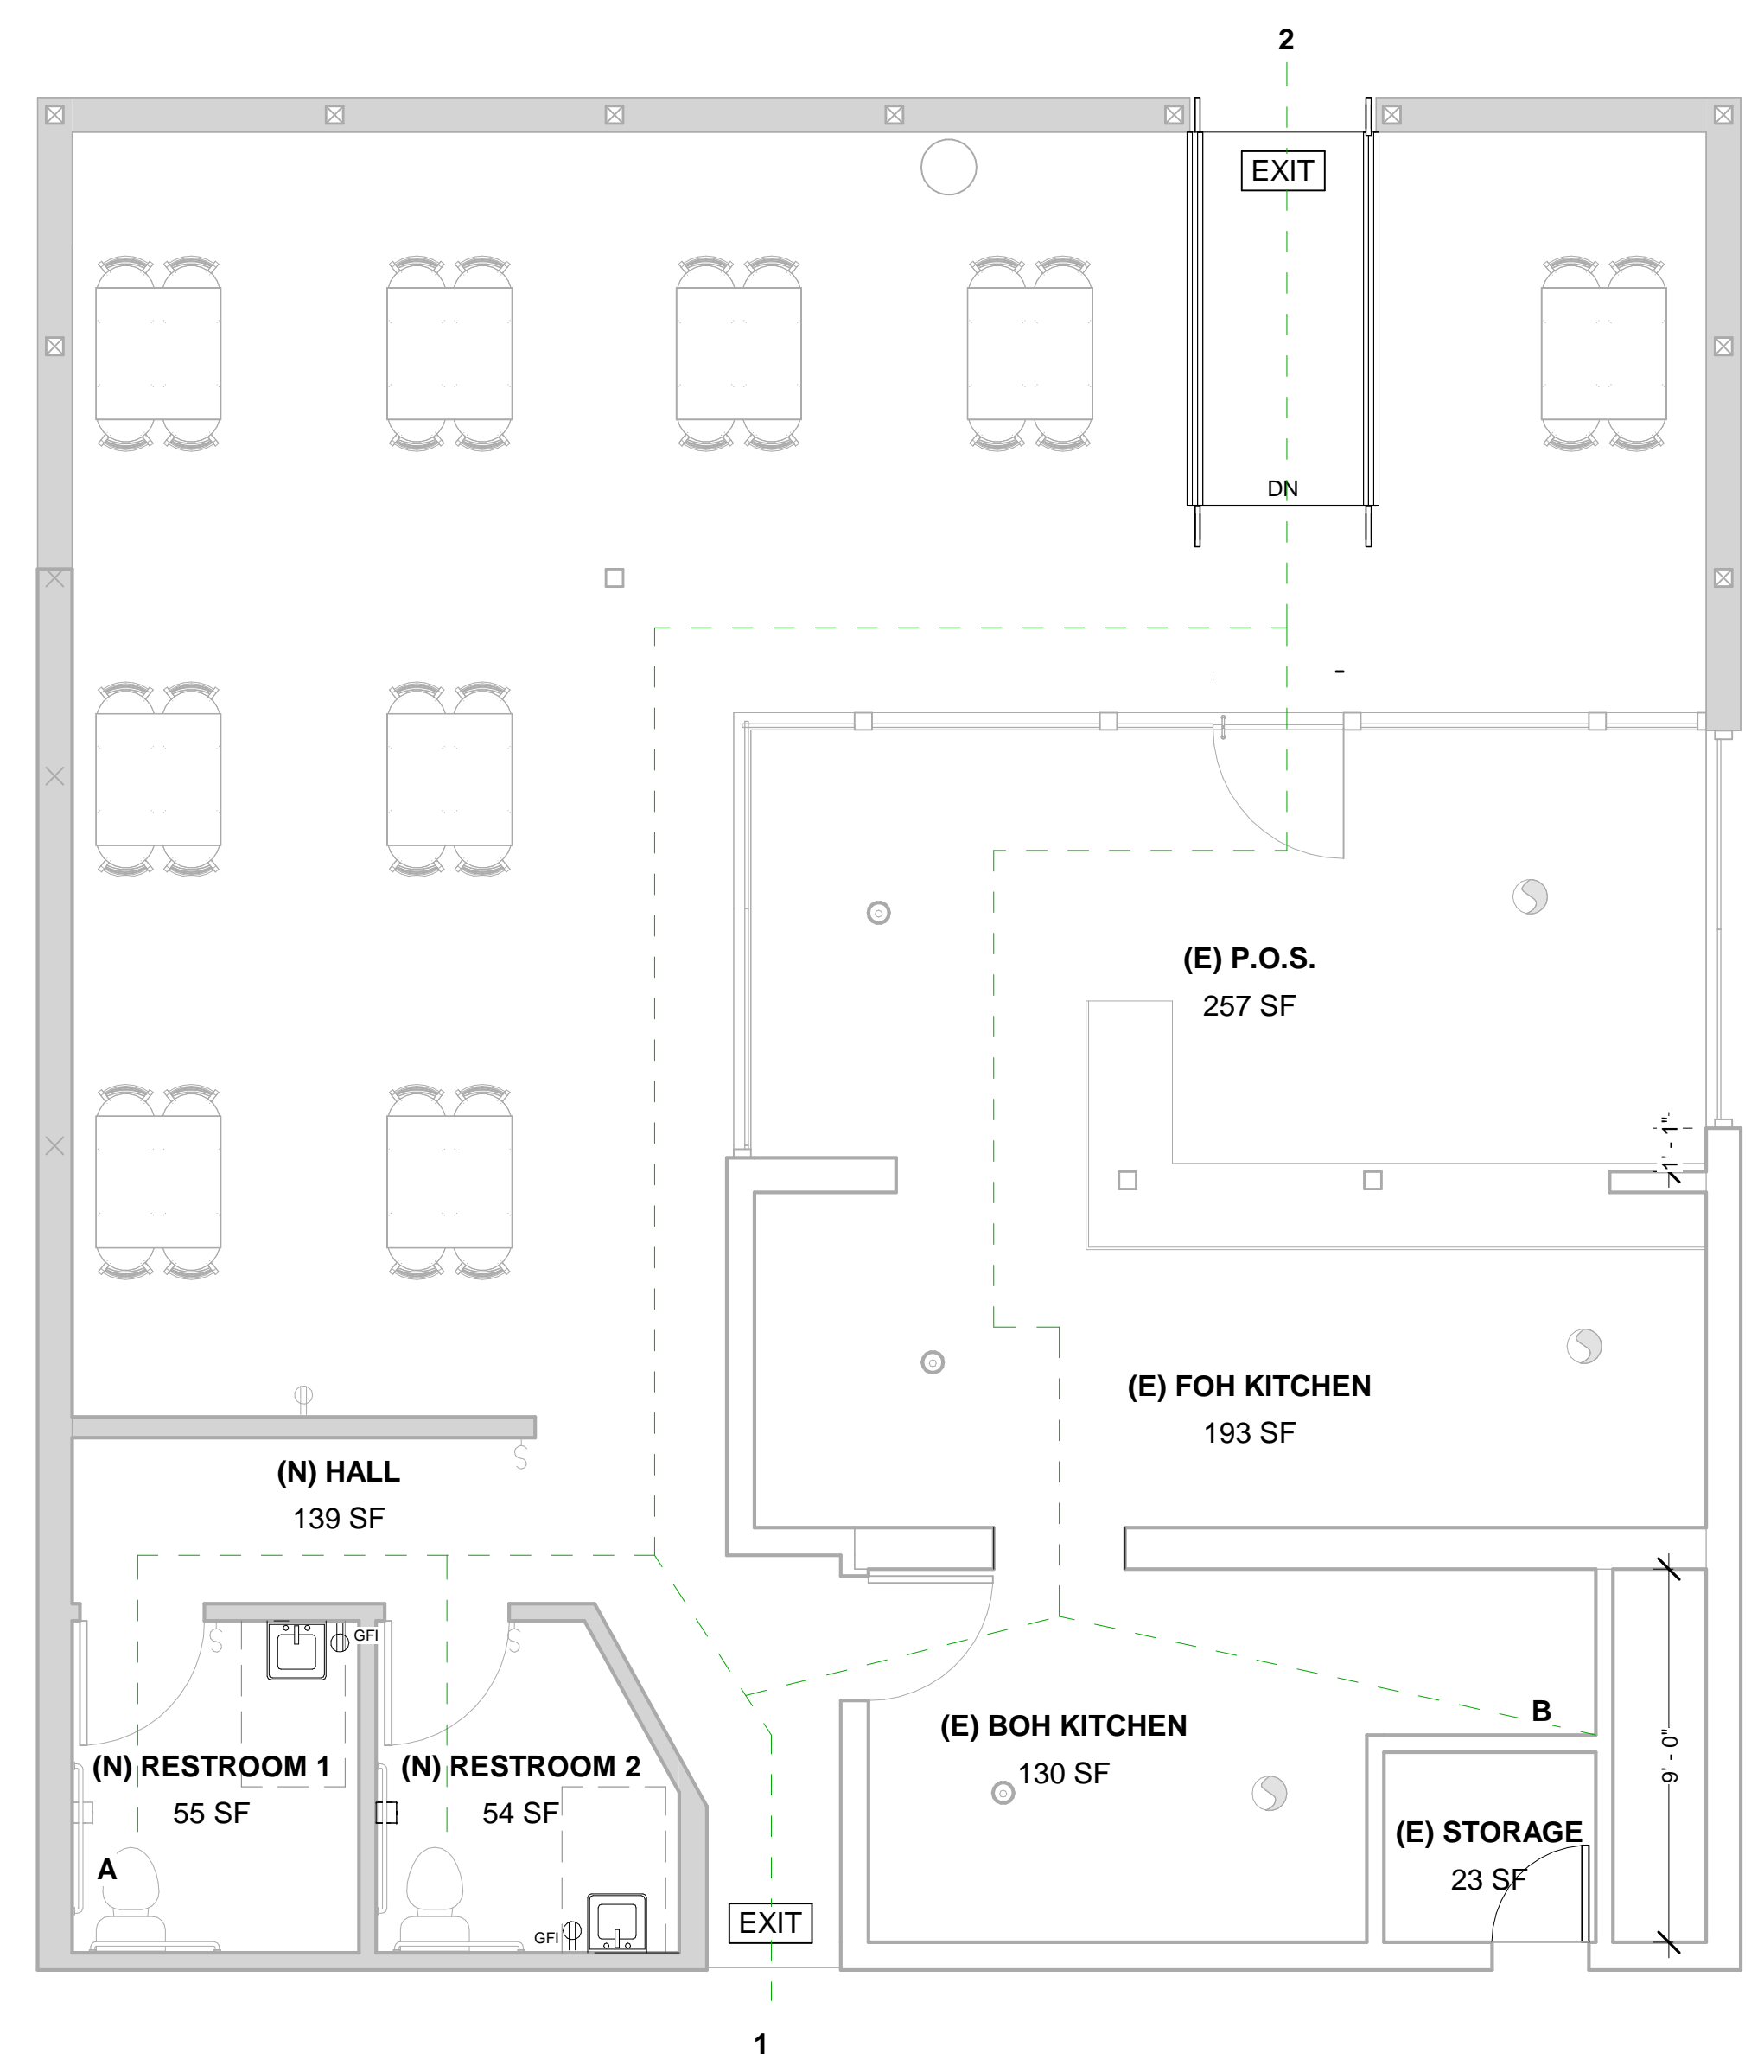 2
EXIT
DN
(E) P.O.S.
257 SF
1' - 1"
(E) FOH KITCHEN
193 SF
(N) HALL
139 SF
GFI
(E) BOH KITCHEN
130 SF
B
9' - 0"
(N) RESTROOM 1
55 SF
(N) RESTROOM 2
54 SF
A
(E) STORAGE
23 SF
GFI
EXIT
1